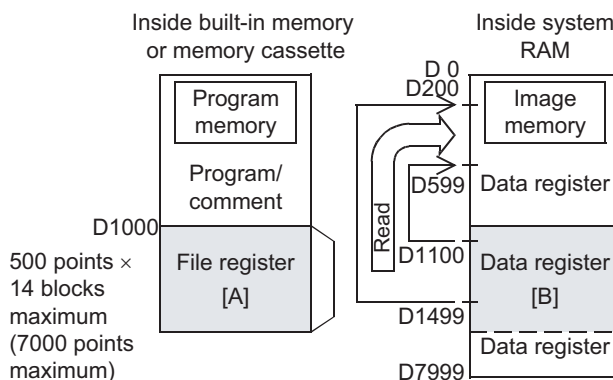 Inside built-in memory
or memory cassette
Program
memory
Program/
comment
D1000
File register
[A]
500 points ×
14 blocks
maximum
(7000 points
maximum)
Inside system
RAM
D 0
D200
Image
memory
D599
Data register
Read
D1100
Data register
[B]
D1499
Data register
D7999